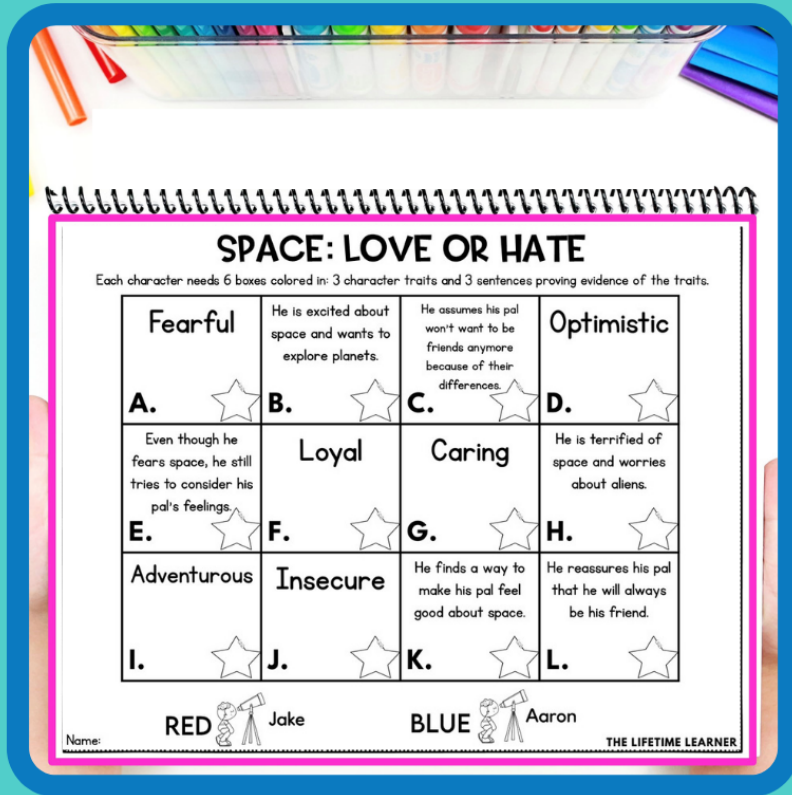 SPACE: LOVE OR HATE
Each character needs 6 boxes colored in: 3 character traits and 3 sentences proving evidence of the traits.
Fearful
A.
He is excited about
space and wants to
explore planets.
B.
He assumes his pal
won't want to be
friends anymore
because of their
differences.
C.
Optimistic
D.
Even though he
fears space, he still
tries to consider his
pal's feelings.
E.
Loyal
F.
Caring
G.
He is terrified of
space and worries
about aliens.
H.
Adventurous
I.
Insecure
J.
He finds a way to
make his pal feel
good about space.
K.
He reassures his pal
that he will always
be his friend.
L.
RED Jake
BLUE Aaron
Name:
THE LIFETIME LEARNER